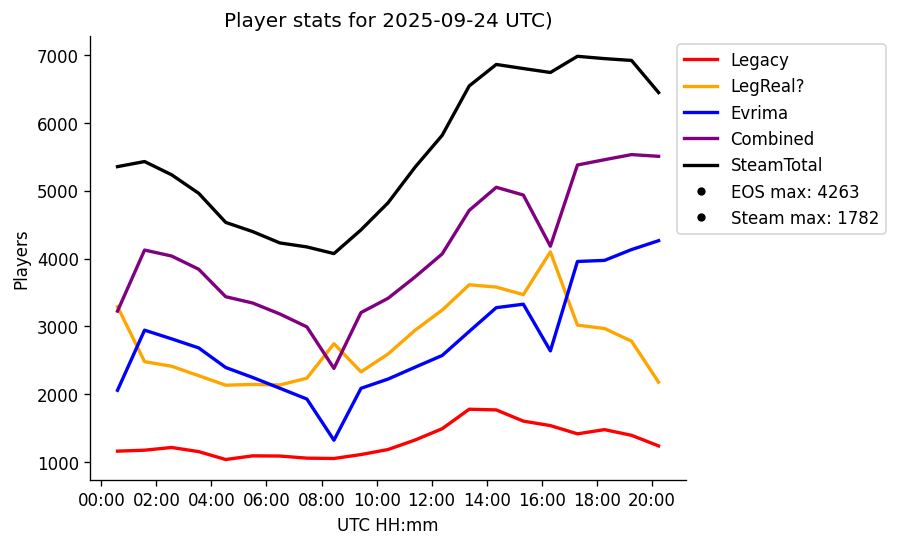 Player stats for 2025-09-24 UTC)
Legacy
LegReal?
Evrima
Combined
SteamTotal
EOS max: 4263
Steam max: 1782
Players
7000
6000
5000
4000
3000
2000
1000
00:00 02:00 04:00 06:00 08:00 10:00 12:00 14:00 16:00 18:00 20:00
UTC HH:mm